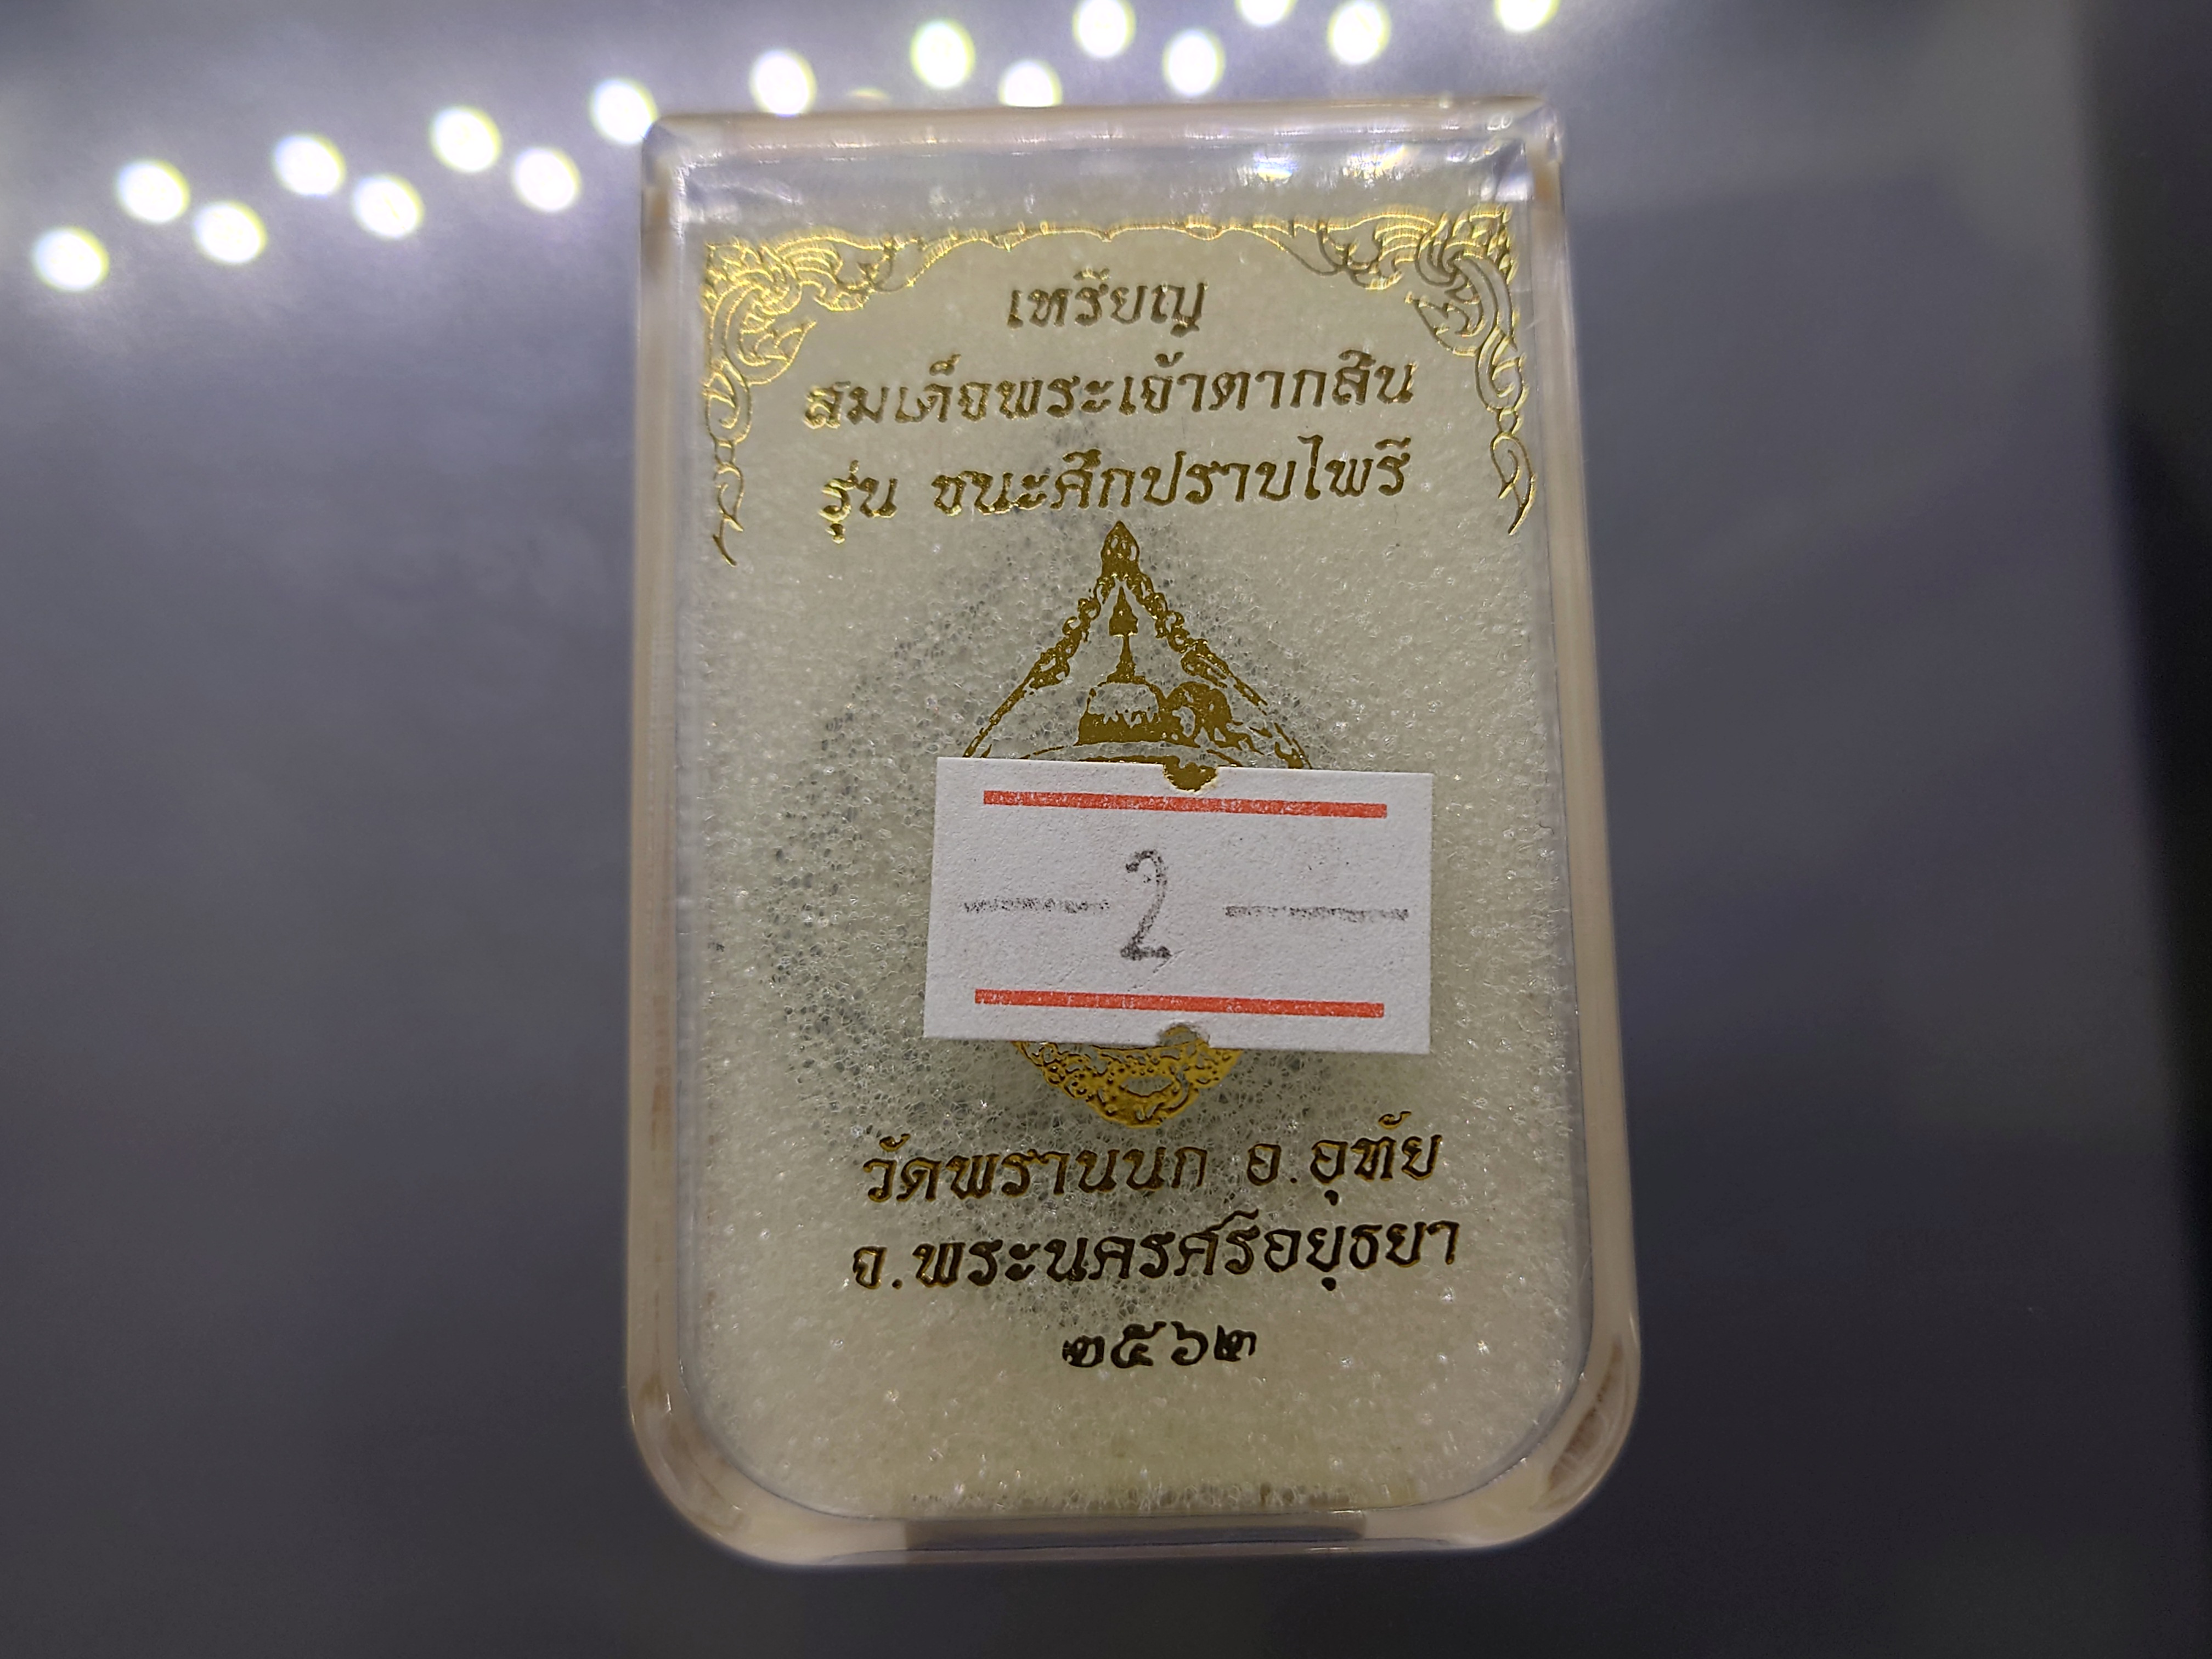 เหรียญ
สมเด็จพระเจ้าตากสิน
รุ่น ชนะศึกปราบไพรี
2
วัดพรานนก อ.อุทัย
จ.พระนครศรีอยุธยา
๒๕๖๒